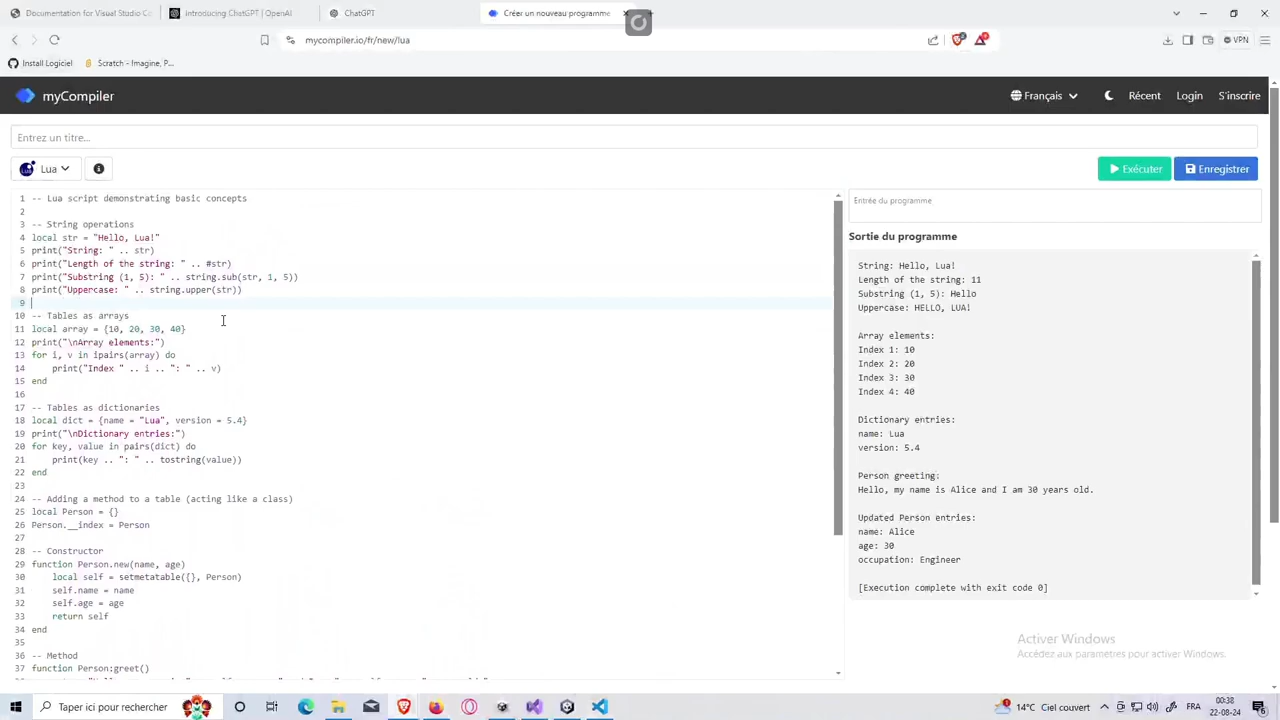 Documentation for Visual Studio Co
Introducing ChatGPT | OpenAI
ChatGPT
Créer un nouveau programme
mycompiler.io/fr/new/lua
VPN
Install Logiciel
Scratch - Imagine, P...
myCompiler
Français
Récent
Login
S'inscrire
Entrez un titre...
Lua
Exécuter
Enregistrer
1 -- Lua script demonstrating basic concepts
2
3 -- String operations
4 local str = "Hello, Lua!"
5 print("String: " .. str)
6 print("Length of the string: " .. #str)
7 print("Substring (1, 5): " .. string.sub(str, 1, 5))
8 print("Uppercase: " .. string.upper(str))
9
10 -- Tables as arrays
11 local array = {10, 20, 30, 40}
12 print("\nArray elements:")
13 for i, v in ipairs(array) do
14 print("Index " .. i .. ": " .. v)
15 end
16
17 -- Tables as dictionaries
18 local dict = {name = "Lua", version = 5.4}
19 print("\nDictionary entries:")
20 for key, value in pairs(dict) do
21 print(key .. ": " .. tostring(value))
22 end
23
24 -- Adding a method to a table (acting like a class)
25 local Person = {}
26 Person.__index = Person
27
28 -- Constructor
29 function Person.new(name, age)
30 local self = setmetatable({}, Person)
31 self.name = name
32 self.age = age
33 return self
34 end
35
36 -- Method
37 function Person:greet()
Entrée du programme
Sortie du programme
String: Hello, Lua!
Length of the string: 11
Substring (1, 5): Hello
Uppercase: HELLO, LUA!
Array elements:
Index 1: 10
Index 2: 20
Index 3: 30
Index 4: 40
Dictionary entries:
name: Lua
version: 5.4
Person greeting:
Hello, my name is Alice and I am 30 years old.
Updated Person entries:
name: Alice
age: 30
occupation: Engineer
[Execution complete with exit code 0]
Activer Windows
Accédez aux paramètres pour activer Windows.
Taper ici pour rechercher
14°C Ciel couvert
FRA
00:38
22-08-24